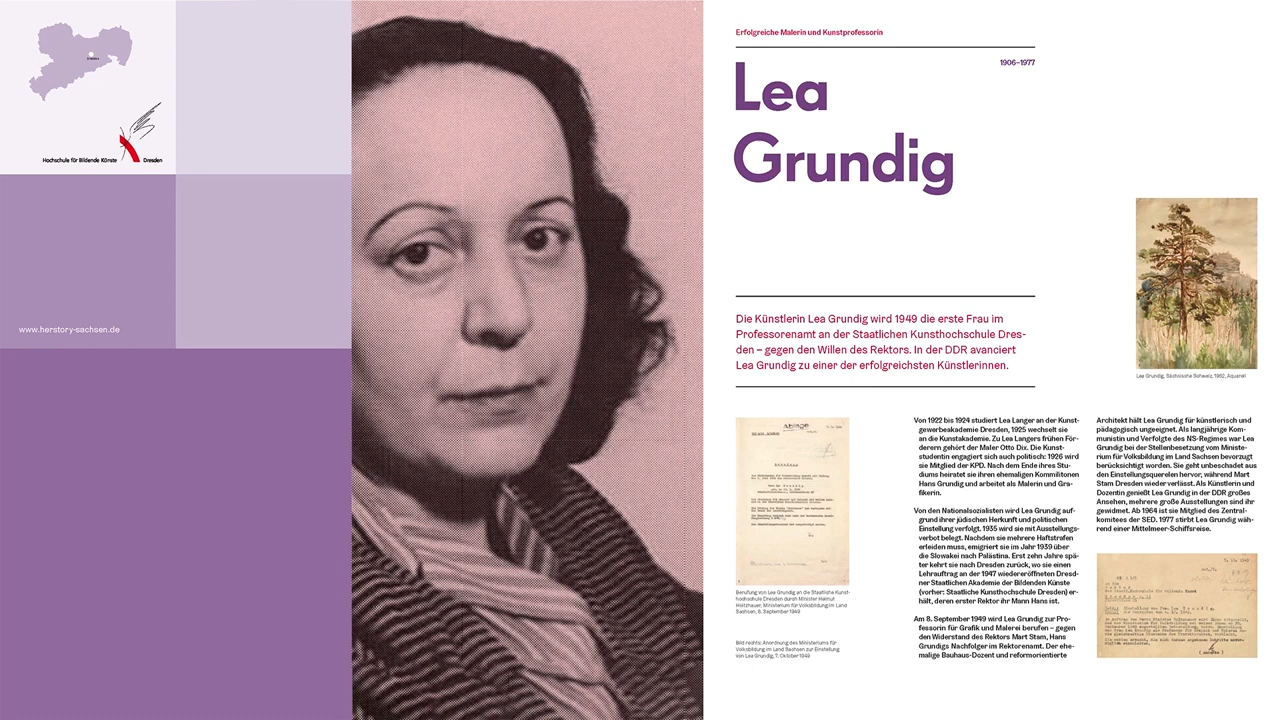 Dresden
Hochschule für Bildende Künste Dresden
www.herstory-sachsen.de
Erfolgreiche Malerin und Kunstprofessorin
1906–1977
Lea
Grundig
Die Künstlerin Lea Grundig wird 1949 die erste Frau im
Professorenamt an der Staatlichen Kunsthochschule Dres-
den – gegen den Willen des Rektors. In der DDR avanciert
Lea Grundig zu einer der erfolgreichsten Künstlerinnen.
Lea Grundig, Sächsische Schweiz, 1962, Aquarell
Ablage
Berufung von Lea Grundig an die Staatliche Kunst-
hochschule Dresden durch Minister Helmut
Holtzhauer, Ministerium für Volksbildung im Land
Sachsen, 8. September 1949
Bild rechts: Anordnung des Ministeriums für
Volksbildung im Land Sachsen zur Einstellung
von Lea Grundig, 7. Oktober 1949
Von 1922 bis 1924 studiert Lea Langer an der Kunst-
gewerbeakademie Dresden, 1925 wechselt sie
an die Kunstakademie. Zu Lea Langers frühen För-
derern gehört der Maler Otto Dix. Die Kunst-
studentin engagiert sich auch politisch: 1926 wird
sie Mitglied der KPD. Nach dem Ende ihres Stu-
diums heiratet sie ihren ehemaligen Kommilitonen
Hans Grundig und arbeitet als Malerin und Gra-
fikerin.
Von den Nationalsozialisten wird Lea Grundig auf-
grund ihrer jüdischen Herkunft und politischen
Einstellung verfolgt. 1935 wird sie mit Ausstellungs-
verbot belegt. Nachdem sie mehrere Haftstrafen
erleiden muss, emigriert sie im Jahr 1939 über
die Slowakei nach Palästina. Erst zehn Jahre spä-
ter kehrt sie nach Dresden zurück, wo sie einen
Lehrauftrag an der 1947 wiedereröffneten Dresd-
ner Staatlichen Akademie der Bildenden Künste
(vorher: Staatliche Kunsthochschule Dresden) er-
hält, deren erster Rektor ihr Mann Hans ist.
Am 8. September 1949 wird Lea Grundig zur Pro-
fessorin für Grafik und Malerei berufen – gegen
den Widerstand des Rektors Mart Stam, Hans
Grundigs Nachfolger im Rektorenamt. Der ehe-
malige Bauhaus-Dozent und reformorientierte
Architekt hält Lea Grundig für künstlerisch und
pädagogisch ungeeignet. Als langjährige Kom-
munistin und Verfolgte des NS-Regimes war Lea
Grundig bei der Stellenbesetzung vom Ministe-
rium für Volksbildung im Land Sachsen bevorzugt
berücksichtigt worden. Sie geht unbeschadet aus
den Einstellungsquerelen hervor, während Mart
Stam Dresden wieder verlässt. Als Künstlerin und
Dozentin genießt Lea Grundig in der DDR großes
Ansehen, mehrere große Ausstellungen sind ihr
gewidmet. Ab 1964 ist sie Mitglied des Zentral-
komitees der SED. 1977 stirbt Lea Grundig wäh-
rend einer Mittelmeer-Schiffsreise.